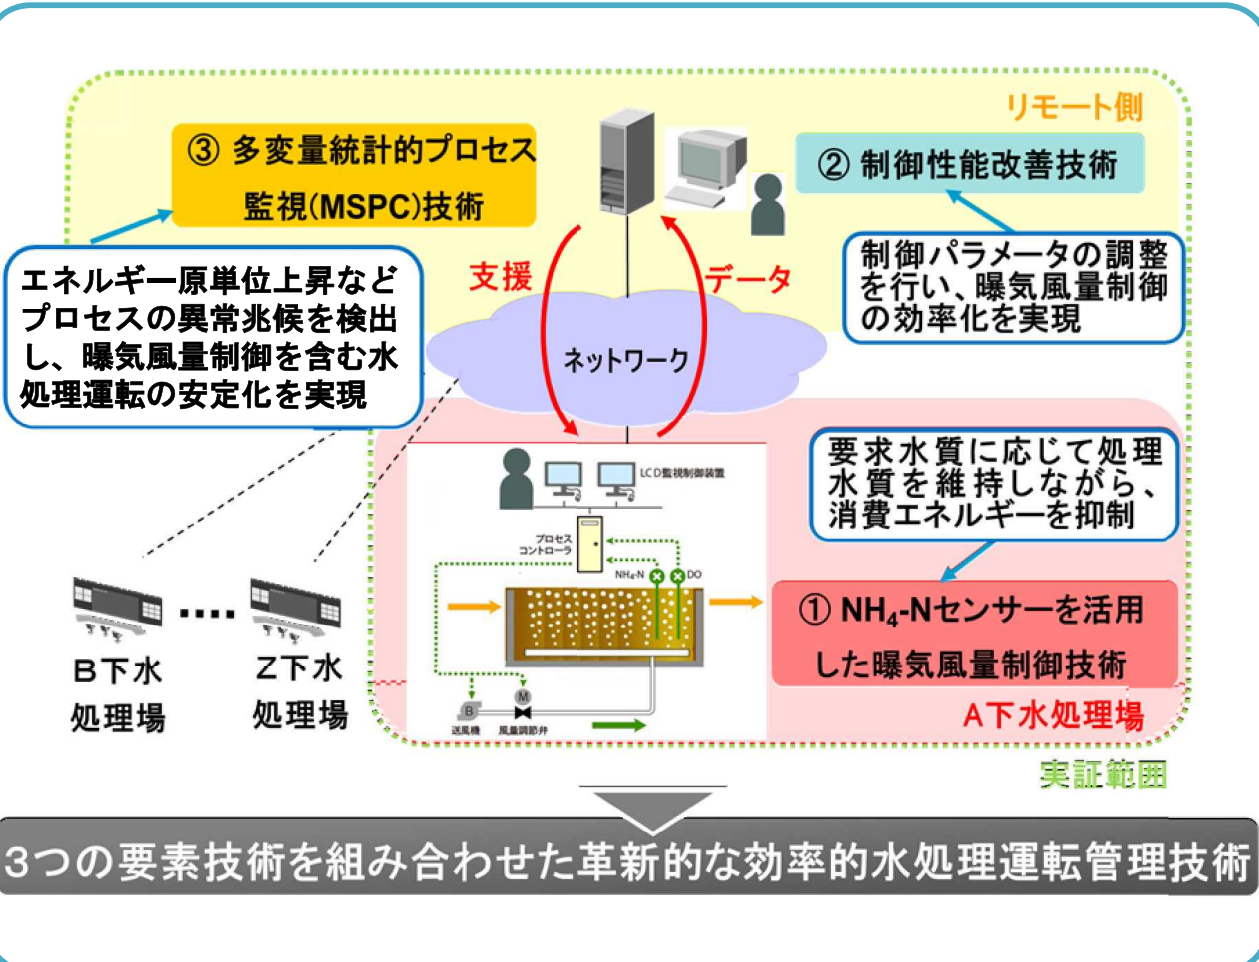 リモート側
③ 多変量統計的プロセス
監視(MSPC)技術
② 制御性能改善技術
エネルギー原単位上昇など
プロセスの異常兆候を検出
し、曝気風量制御を含む水
処理運転の安定化を実現
支援
データ
制御パラメータの調整
を行い、曝気風量制御
の効率化を実現
ネットワーク
要求水質に応じて処理
水質を維持しながら、
消費エネルギーを抑制
LCD監視制御装置
プロセス
コントローラ
NH₄-N
DO
① NH₄-Nセンサーを活用
した曝気風量制御技術
B下水
処理場
Z下水
処理場
M
B
送風機
風量調節弁
A下水処理場
実証範囲
3つの要素技術を組み合わせた革新的な効率的水処理運転管理技術